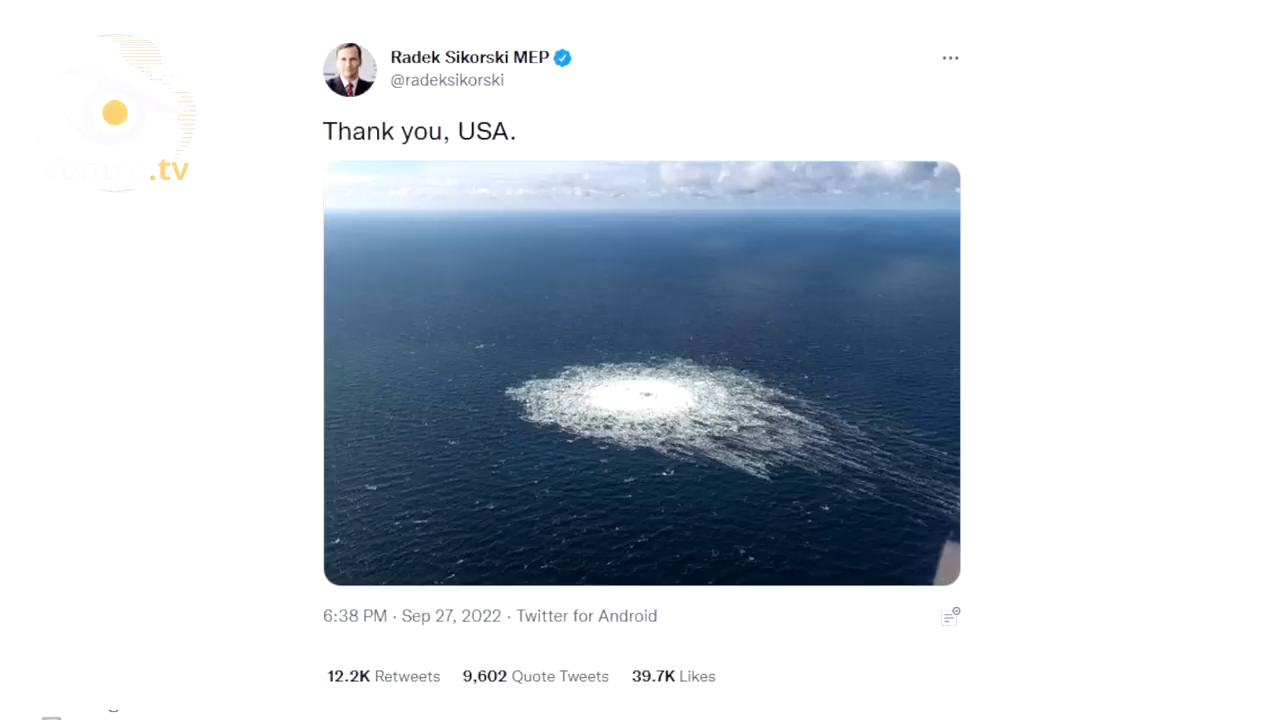 Radek Sikorski MEP
@radeksikorski
Thank you, USA.
contra.tv
6:38 PM · Sep 27, 2022 · Twitter for Android
12.2K Retweets 9,602 Quote Tweets 39.7K Likes